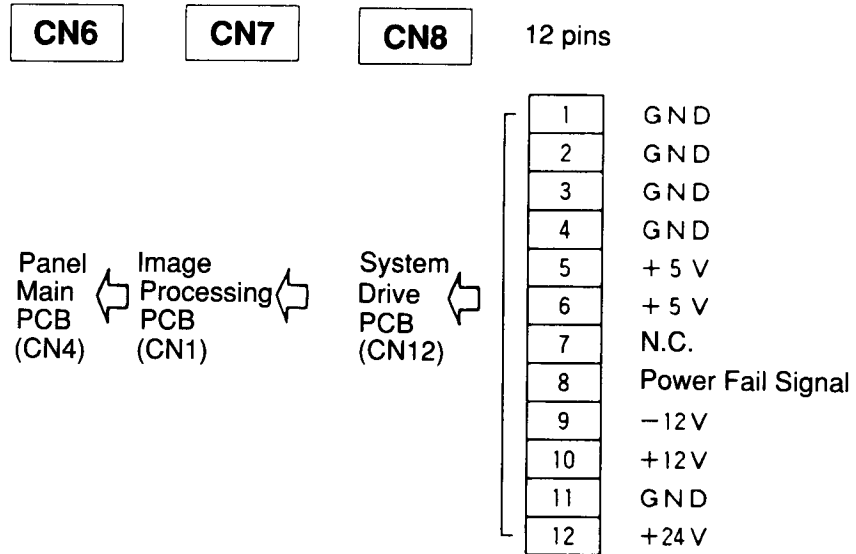 CN6 CN7 CN8 12 pins
1 GND
2 GND
3 GND
4 GND
5 +5V
6 +5V
7 N.C.
8 Power Fail Signal
9 −12V
10 +12V
11 GND
12 +24V
Panel
Main
PCB
(CN4)
Image
Processing
PCB
(CN1)
System
Drive
PCB
(CN12)